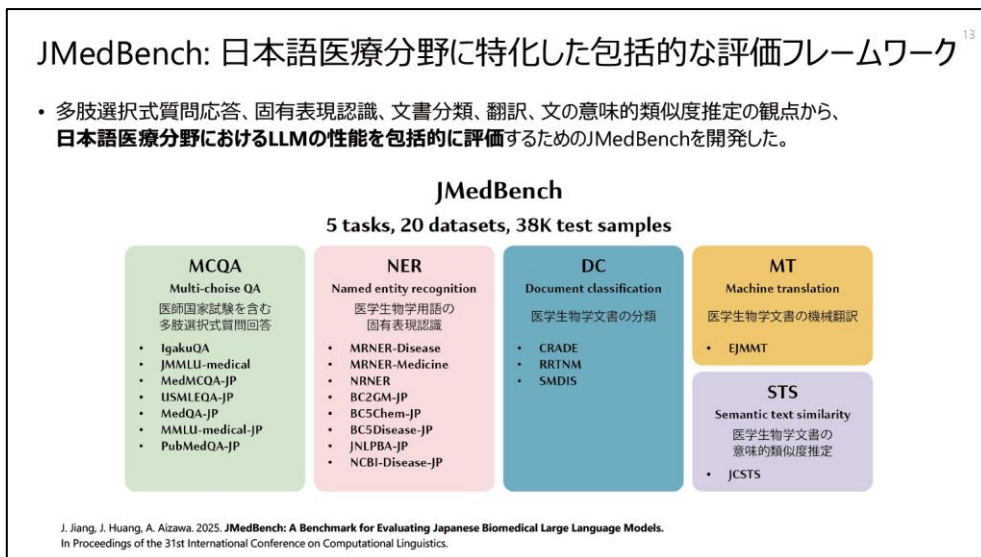 13
JMedBench: 日本語医療分野に特化した包括的な評価フレームワーク
• 多肢選択式質問応答、固有表現認識、文書分類、翻訳、文の意味的類似度推定の観点から、
日本語医療分野におけるLLMの性能を包括的に評価するためのJMedBenchを開発した。
JMedBench
5 tasks, 20 datasets, 38K test samples
MCQA
Multi-choise QA
医師国家試験を含む
多肢選択式質問回答
• IgakuQA
• JMMLU-medical
• MedMCQA-JP
• USMLEQA-JP
• MedQA-JP
• MMLU-medical-JP
• PubMedQA-JP
NER
Named entity recognition
医学生物学用語の
固有表現認識
• MRNER-Disease
• MRNER-Medicine
• NRNER
• BC2GM-JP
• BC5Chem-JP
• BC5Disease-JP
• JNLPBA-JP
• NCBI-Disease-JP
DC
Document classification
医学生物学文書の分類
• CRADE
• RRTNM
• SMDIS
MT
Machine translation
医学生物学文書の機械翻訳
• EJMMT
STS
Semantic text similarity
医学生物学文書の
意味的類似度推定
• JCSTS
J. Jiang, J. Huang, A. Aizawa. 2025. JMedBench: A Benchmark for Evaluating Japanese Biomedical Large Language Models.
In Proceedings of the 31st International Conference on Computational Linguistics.